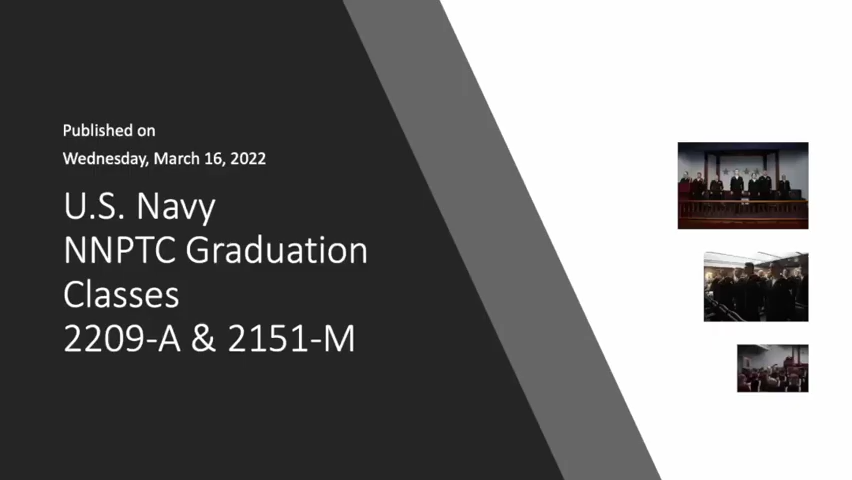 Published on
Wednesday, March 16, 2022
U.S. Navy
NNPTC Graduation
Classes
2209-A & 2151-M